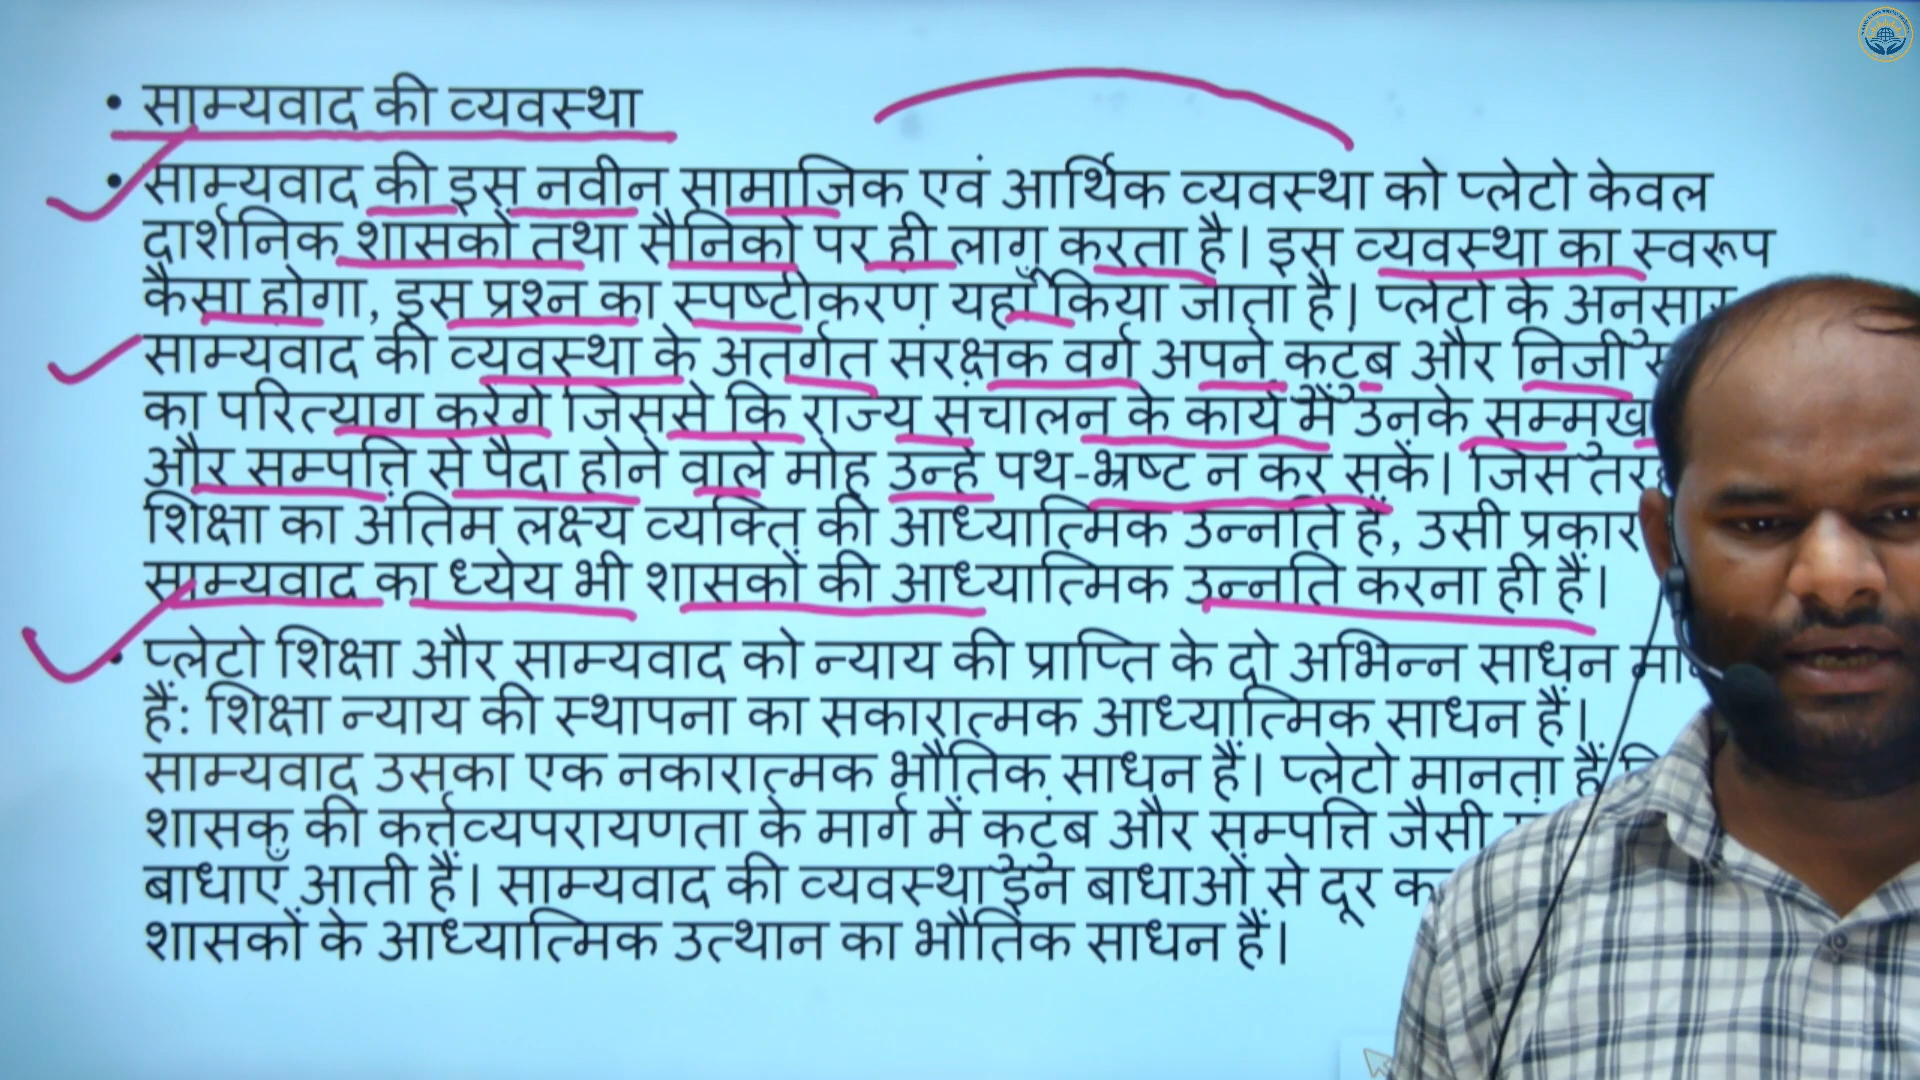 • साम्यवाद की व्यवस्था
• साम्यवाद की इस नवीन सामाजिक एवं आर्थिक व्यवस्था को प्लेटो केवल
दार्शनिक शासकों तथा सैनिकों पर ही लागू करता है। इस व्यवस्था का स्वरूप
कैसा होगा, इस प्रश्न का स्पष्टीकरण यहाँ किया जाता है। प्लेटो के अनुसार
साम्यवाद की व्यवस्था के अंतर्गत संरक्षक वर्ग अपने कुटुंब और निजी
का परित्याग करेंगे जिससे कि राज्य संचालन के कार्य में उनके सम्मुख
और सम्पत्ति से पैदा होने वाले मोह उन्हें पथ-भ्रष्ट न कर सकें। जिस
शिक्षा का अंतिम लक्ष्य व्यक्ति की आध्यात्मिक उन्नति हैं, उसी प्रकार
साम्यवाद का ध्येय भी शासकों की आध्यात्मिक उन्नति करना ही हैं।
• प्लेटो शिक्षा और साम्यवाद को न्याय की प्राप्ति के दो अभिन्न साधन
हैं: शिक्षा न्याय की स्थापना का सकारात्मक आध्यात्मिक साधन हैं।
साम्यवाद उसका एक नकारात्मक भौतिक साधन हैं। प्लेटो मानता हैं
शासक की कर्त्तव्यपरायणता के मार्ग में कुटुंब और सम्पत्ति जैसी
बाधाएँ आती हैं। साम्यवाद की व्यवस्था इन बाधाओं से दूर
शासकों के आध्यात्मिक उत्थान का भौतिक साधन हैं।